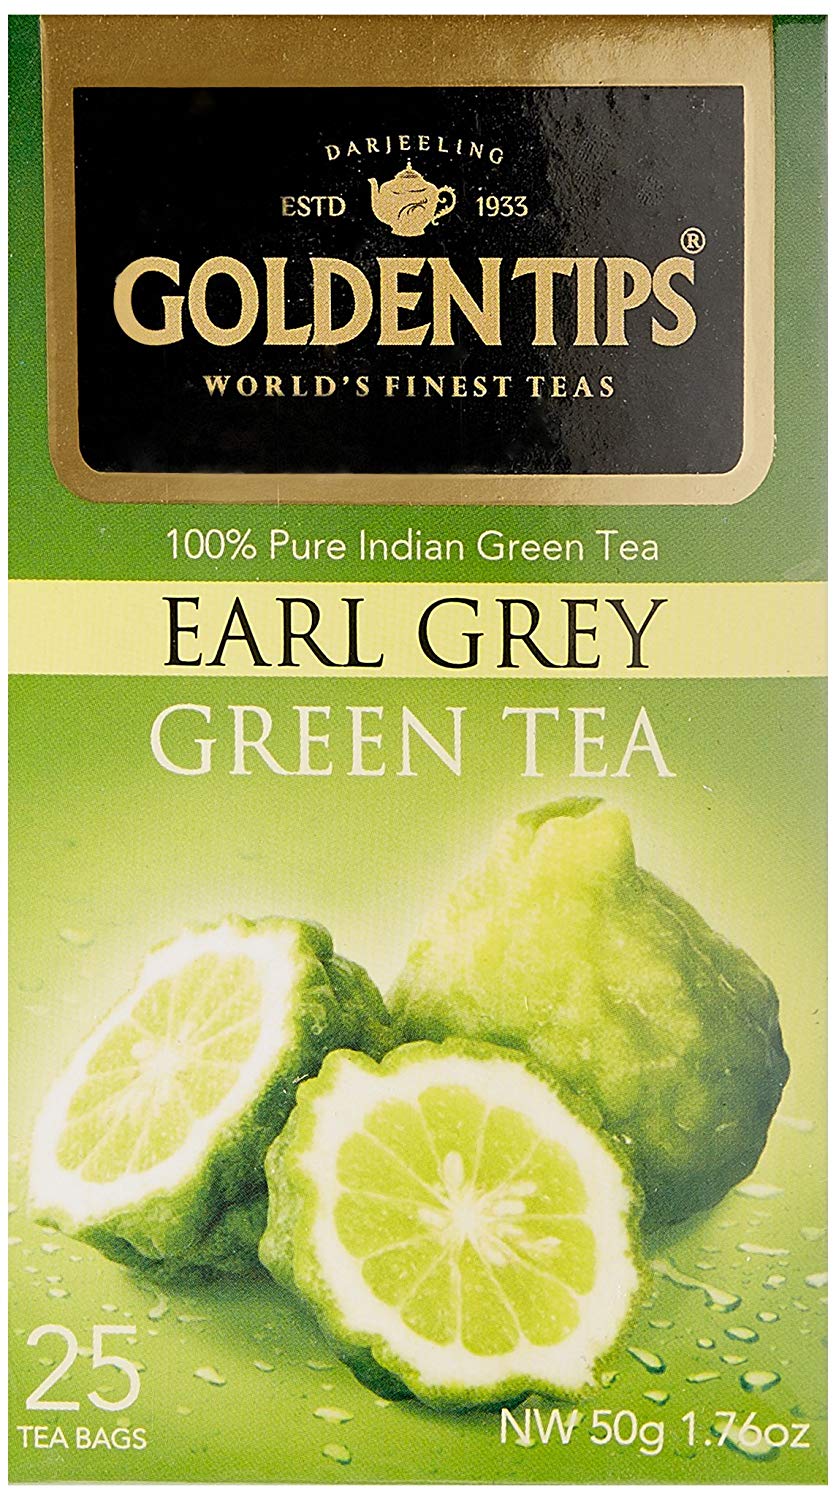 DARJEELING
ESTD 1933
GOLDEN TIPS®
WORLD'S FINEST TEAS
100% Pure Indian Green Tea
EARL GREY
GREEN TEA
25
TEA BAGS
NW 50g 1.76oz